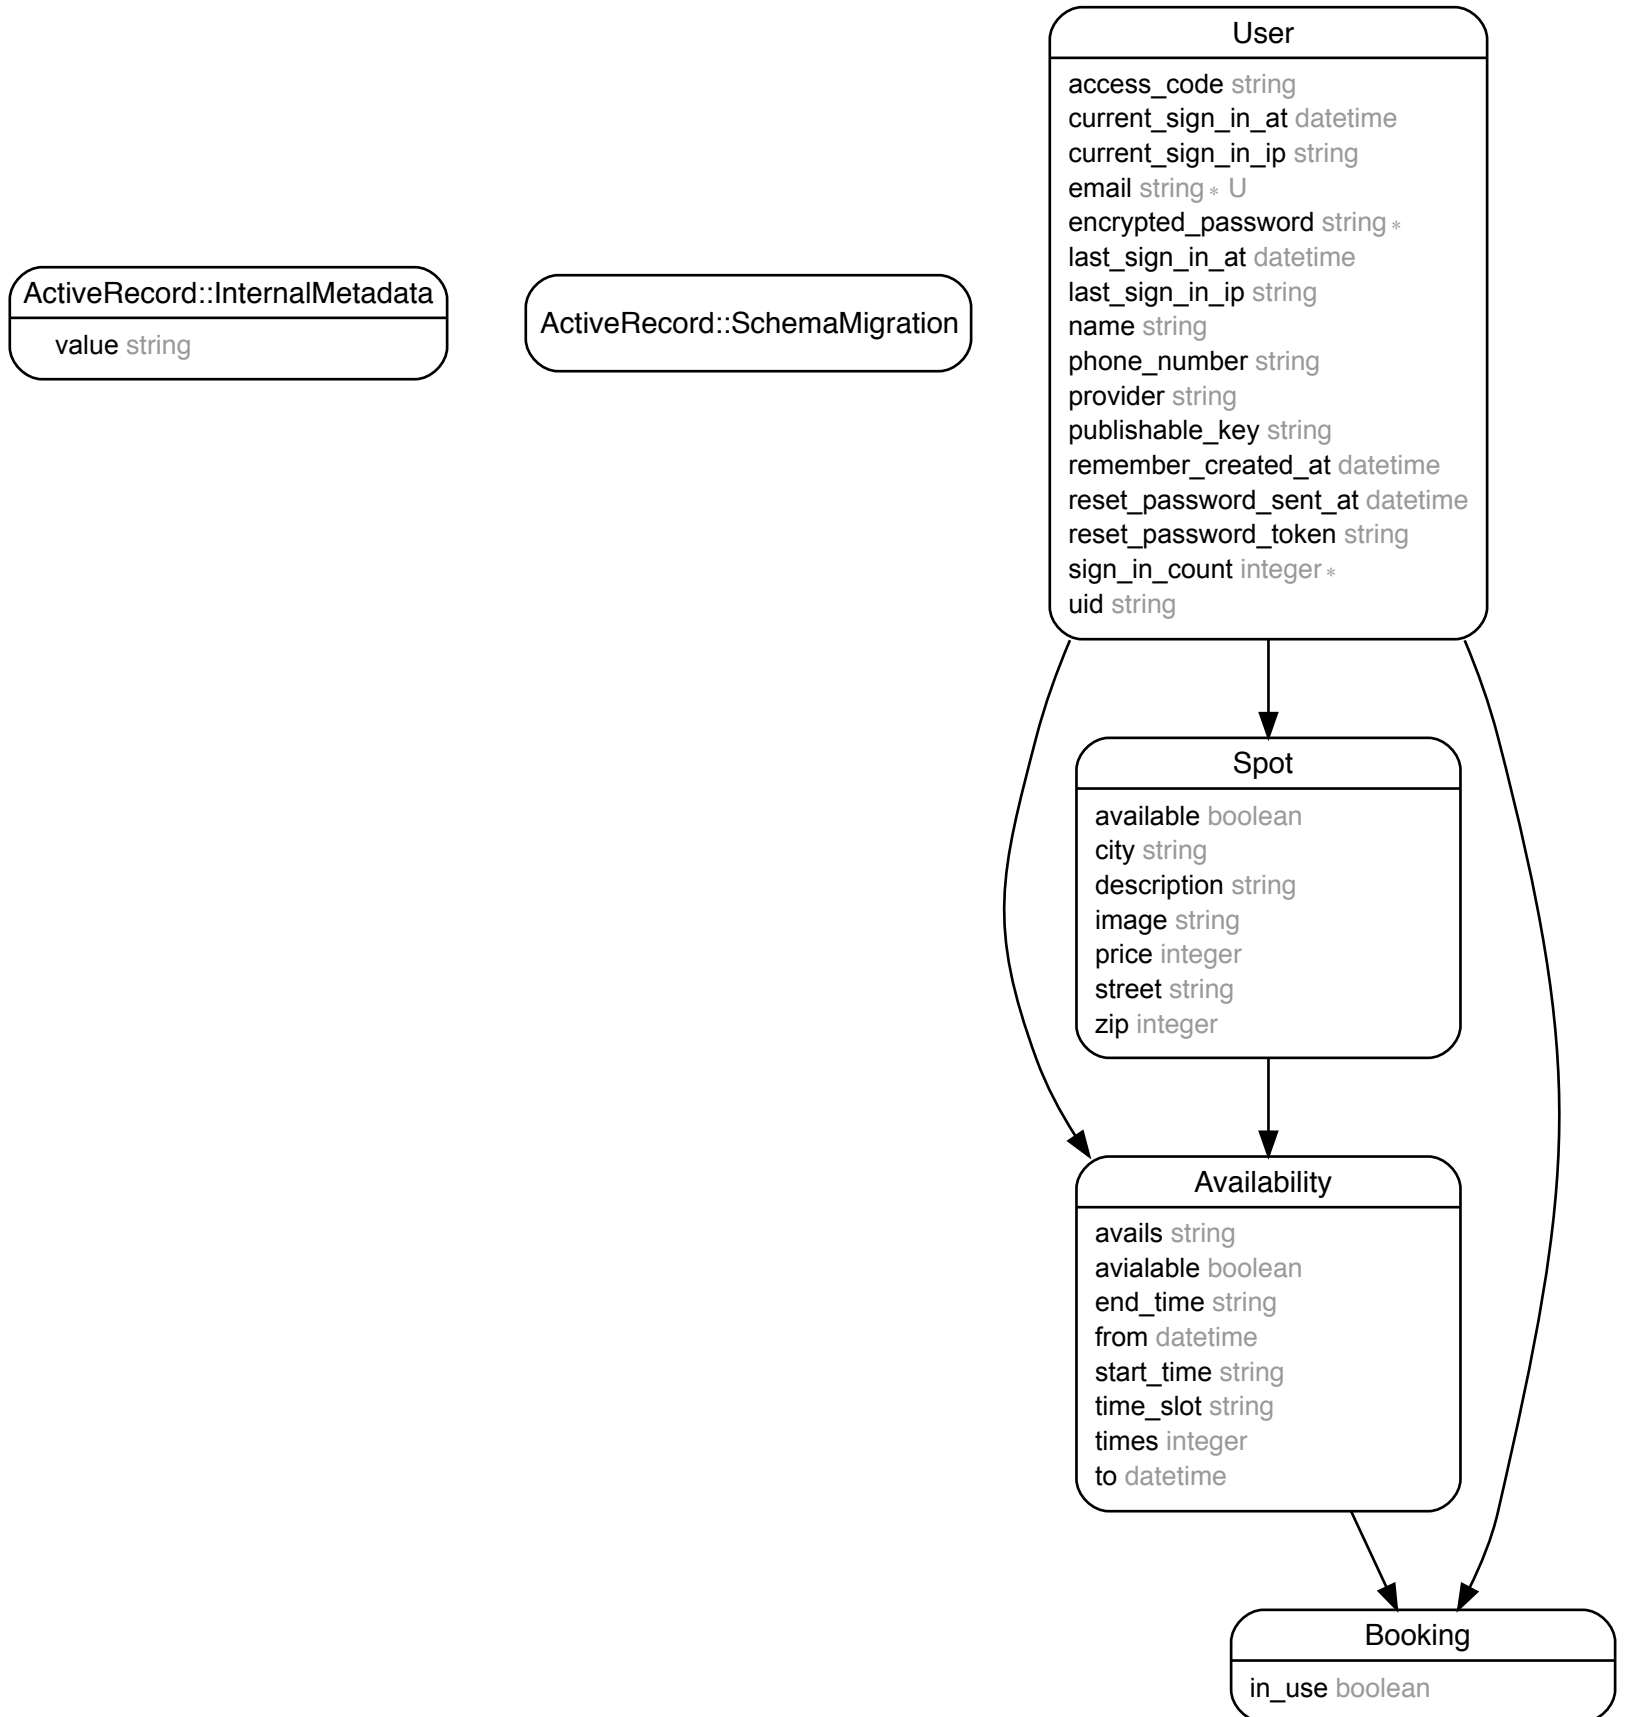 ActiveRecord::InternalMetadata
value string
ActiveRecord::SchemaMigration
User
access_code string
current_sign_in_at datetime
current_sign_in_ip string
email string ∗ U
encrypted_password string ∗
last_sign_in_at datetime
last_sign_in_ip string
name string
phone_number string
provider string
publishable_key string
remember_created_at datetime
reset_password_sent_at datetime
reset_password_token string
sign_in_count integer ∗
uid string
Spot
available boolean
city string
description string
image string
price integer
street string
zip integer
Availability
avails string
avialable boolean
end_time string
from datetime
start_time string
time_slot string
times integer
to datetime
Booking
in_use boolean